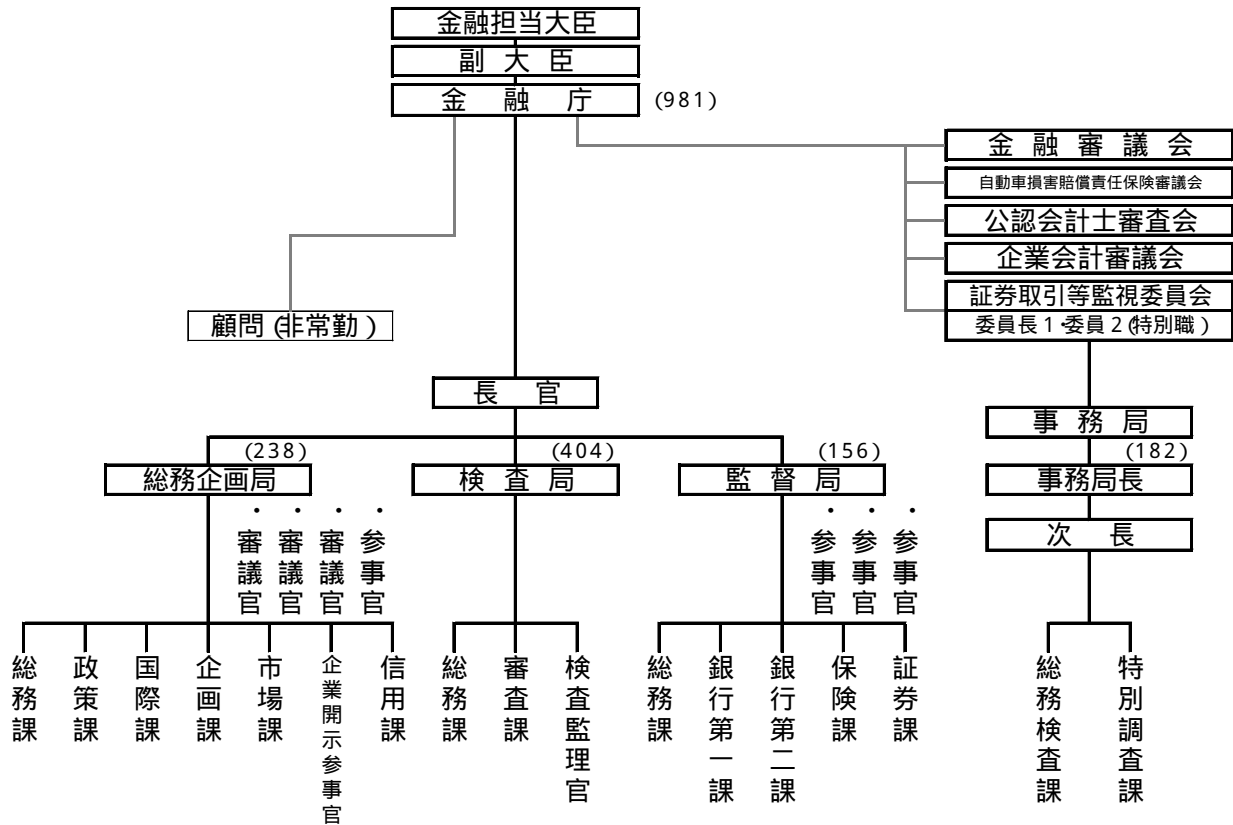 金融担当大臣
副大臣
金融庁 (981)
金融審議会
自動車損害賠償責任保険審議会
公認会計士審査会
企業会計審議会
証券取引等監視委員会
委員長1・委員2(特別職)
顧問(非常勤)
長官
事務局
(238) (404) (156) (182)
総務企画局 検査局 監督局 事務局長
次長
・審議官
・審議官
・審議官
・参事官
・参事官
・参事官
・参事官
総務課
政策課
国際課
企画課
市場課
企業開示参事官
信用課
総務課
審査課
検査監理官
総務課
銀行第一課
銀行第二課
保険課
証券課
総務検査課
特別調査課